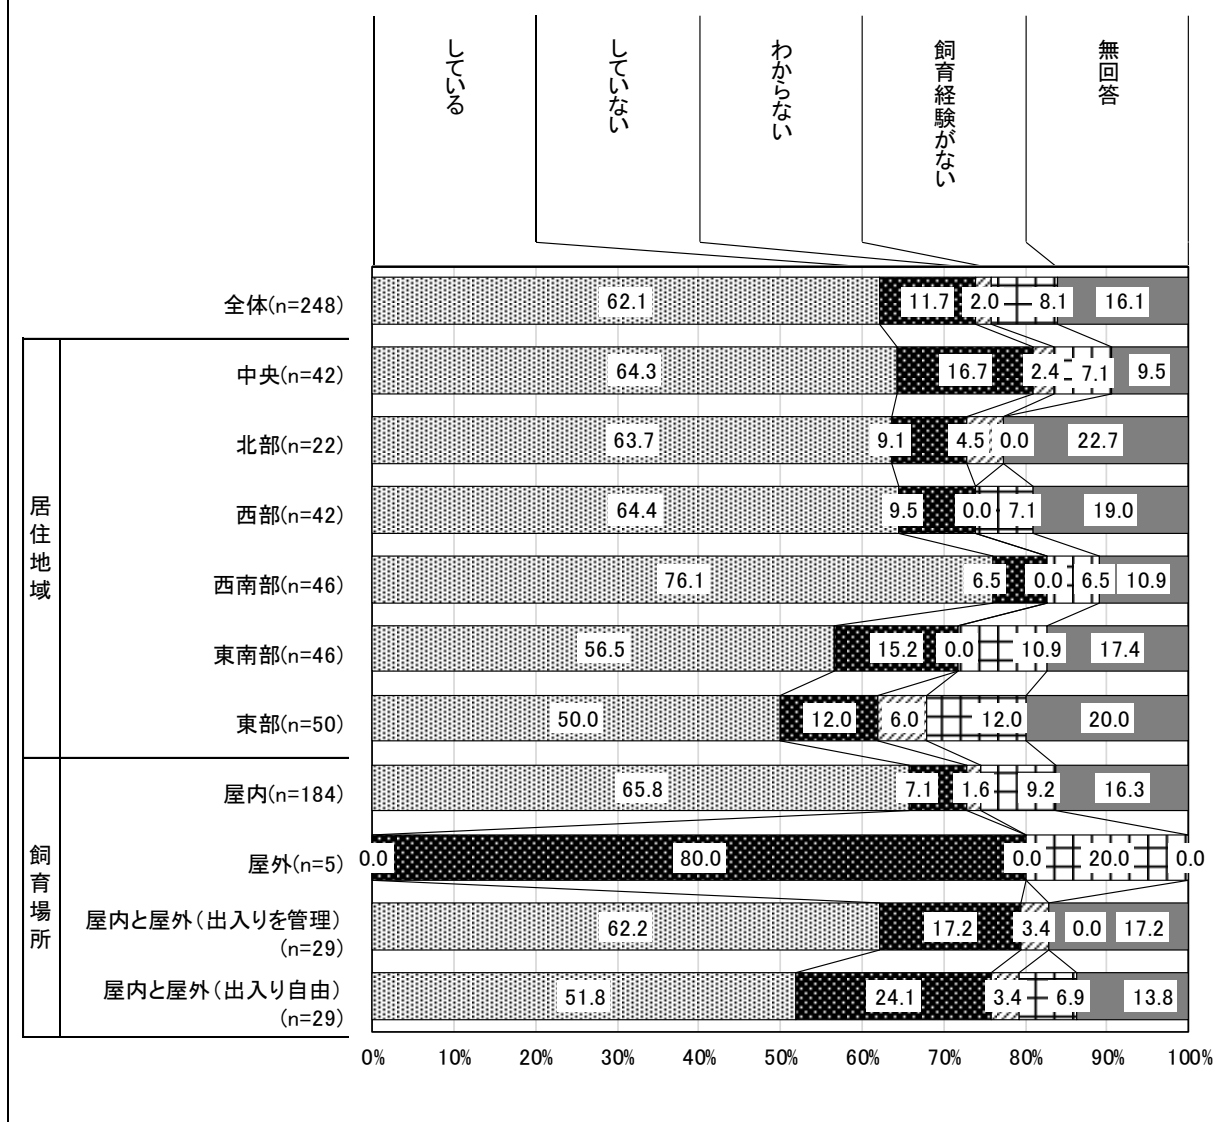 している
していない
わからない
飼育経験がない
無回答
全体(n=248) 62.1 11.7 2.0 8.1 16.1
居住地域
中央(n=42) 64.3 16.7 2.4 7.1 9.5
北部(n=22) 63.7 9.1 4.5 0.0 22.7
西部(n=42) 64.4 9.5 0.0 7.1 19.0
西南部(n=46) 76.1 6.5 0.0 6.5 10.9
東南部(n=46) 56.5 15.2 0.0 10.9 17.4
東部(n=50) 50.0 12.0 6.0 12.0 20.0
飼育場所
屋内(n=184) 65.8 7.1 1.6 9.2 16.3
屋外(n=5) 0.0 80.0 0.0 20.0 0.0
屋内と屋外（出入りを管理）
(n=29) 62.2 17.2 3.4 0.0 17.2
屋内と屋外（出入り自由）
(n=29) 51.8 24.1 3.4 6.9 13.8
0% 10% 20% 30% 40% 50% 60% 70% 80% 90% 100%